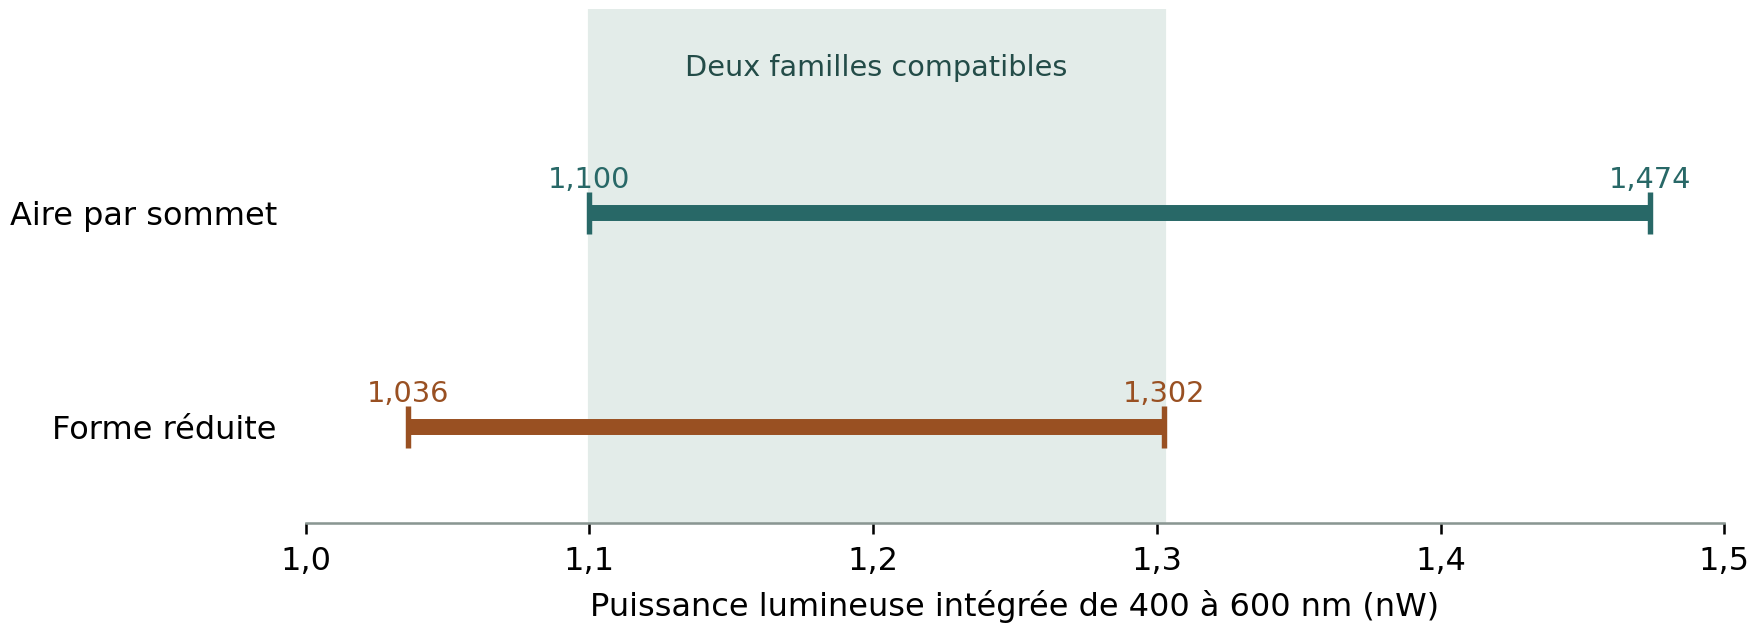 Deux familles compatibles
1,100
1,474
Aire par sommet
1,036
1,302
Forme réduite
1,0
1,1
1,2
1,3
1,4
1,5
Puissance lumineuse intégrée de 400 à 600 nm (nW)